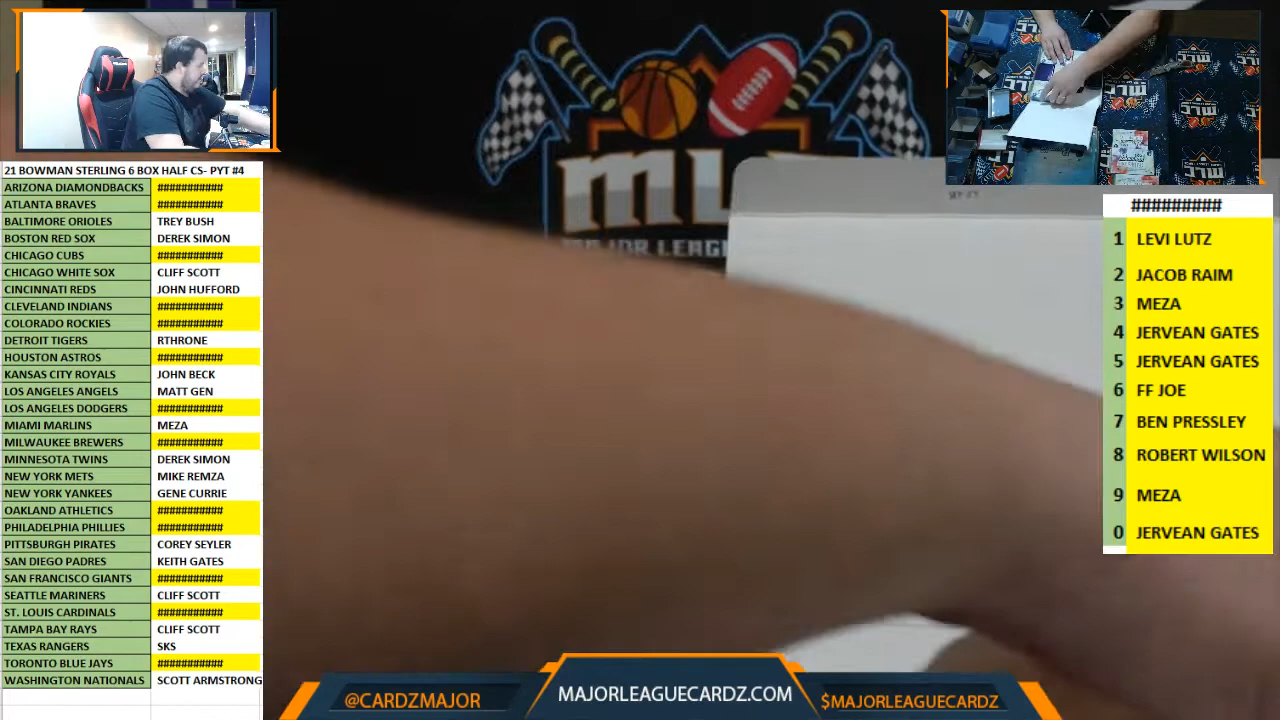 21 BOWMAN STERLING 6 BOX HALF CS- PYT #4
ARIZONA DIAMONDBACKS ###########
ATLANTA BRAVES ###########
BALTIMORE ORIOLES TREY BUSH
BOSTON RED SOX DEREK SIMON
CHICAGO CUBS ###########
CHICAGO WHITE SOX CLIFF SCOTT
CINCINNATI REDS JOHN HUFFORD
CLEVELAND INDIANS ###########
COLORADO ROCKIES ###########
DETROIT TIGERS RTHRONE
HOUSTON ASTROS ###########
KANSAS CITY ROYALS JOHN BECK
LOS ANGELES ANGELS MATT GEN
LOS ANGELES DODGERS ###########
MIAMI MARLINS MEZA
MILWAUKEE BREWERS ###########
MINNESOTA TWINS DEREK SIMON
NEW YORK METS MIKE REMZA
NEW YORK YANKEES GENE CURRIE
OAKLAND ATHLETICS ###########
PHILADELPHIA PHILLIES ###########
PITTSBURGH PIRATES COREY SEYLER
SAN DIEGO PADRES KEITH GATES
SAN FRANCISCO GIANTS ###########
SEATTLE MARINERS CLIFF SCOTT
ST. LOUIS CARDINALS ###########
TAMPA BAY RAYS CLIFF SCOTT
TEXAS RANGERS SKS
TORONTO BLUE JAYS ###########
WASHINGTON NATIONALS SCOTT ARMSTRONG
ML
MAJOR LEAG
#########
1 LEVI LUTZ
2 JACOB RAIM
3 MEZA
4 JERVEAN GATES
5 JERVEAN GATES
6 FF JOE
7 BEN PRESSLEY
8 ROBERT WILSON
9 MEZA
0 JERVEAN GATES
@CARDZMAJOR
MAJORLEAGUECARDZ.COM
$MAJORLEAGUECARDZ